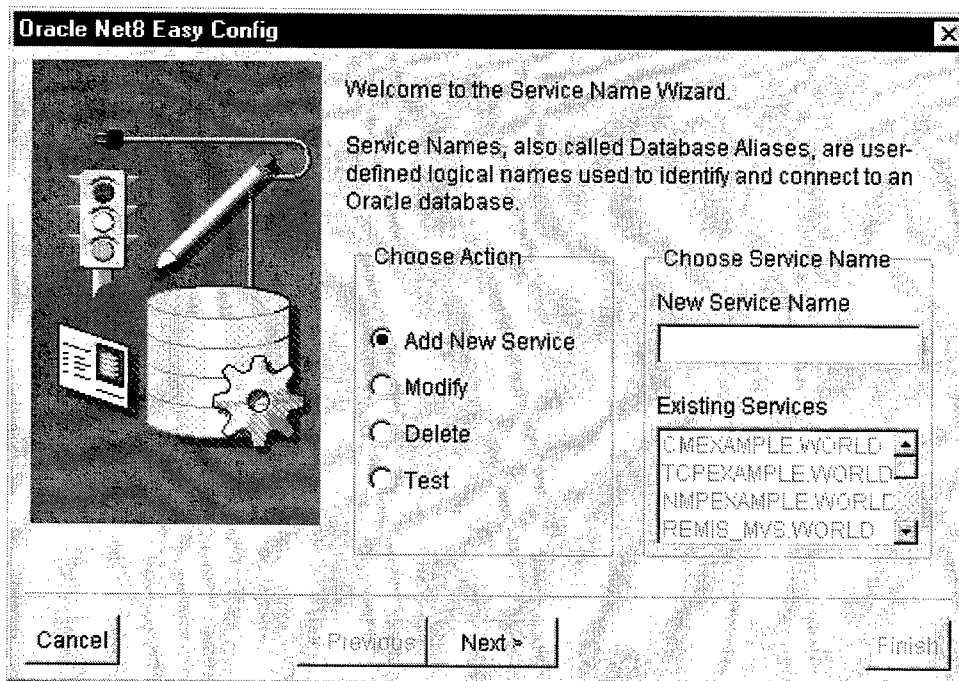 Oracle Net8 Easy Config
Welcome to the Service Name Wizard.
Service Names, also called Database Aliases, are user-
defined logical names used to identify and connect to an
Oracle database.
Choose Action
Add New Service
Modify
Delete
Test
Choose Service Name
New Service Name
Existing Services
CMEXAMPLE.WORLD
TCPEXAMPLE.WORLD
NMPEXAMPLE.WORLD
REMIS_MVS.WORLD
Cancel
< Previous
Next >
Finish